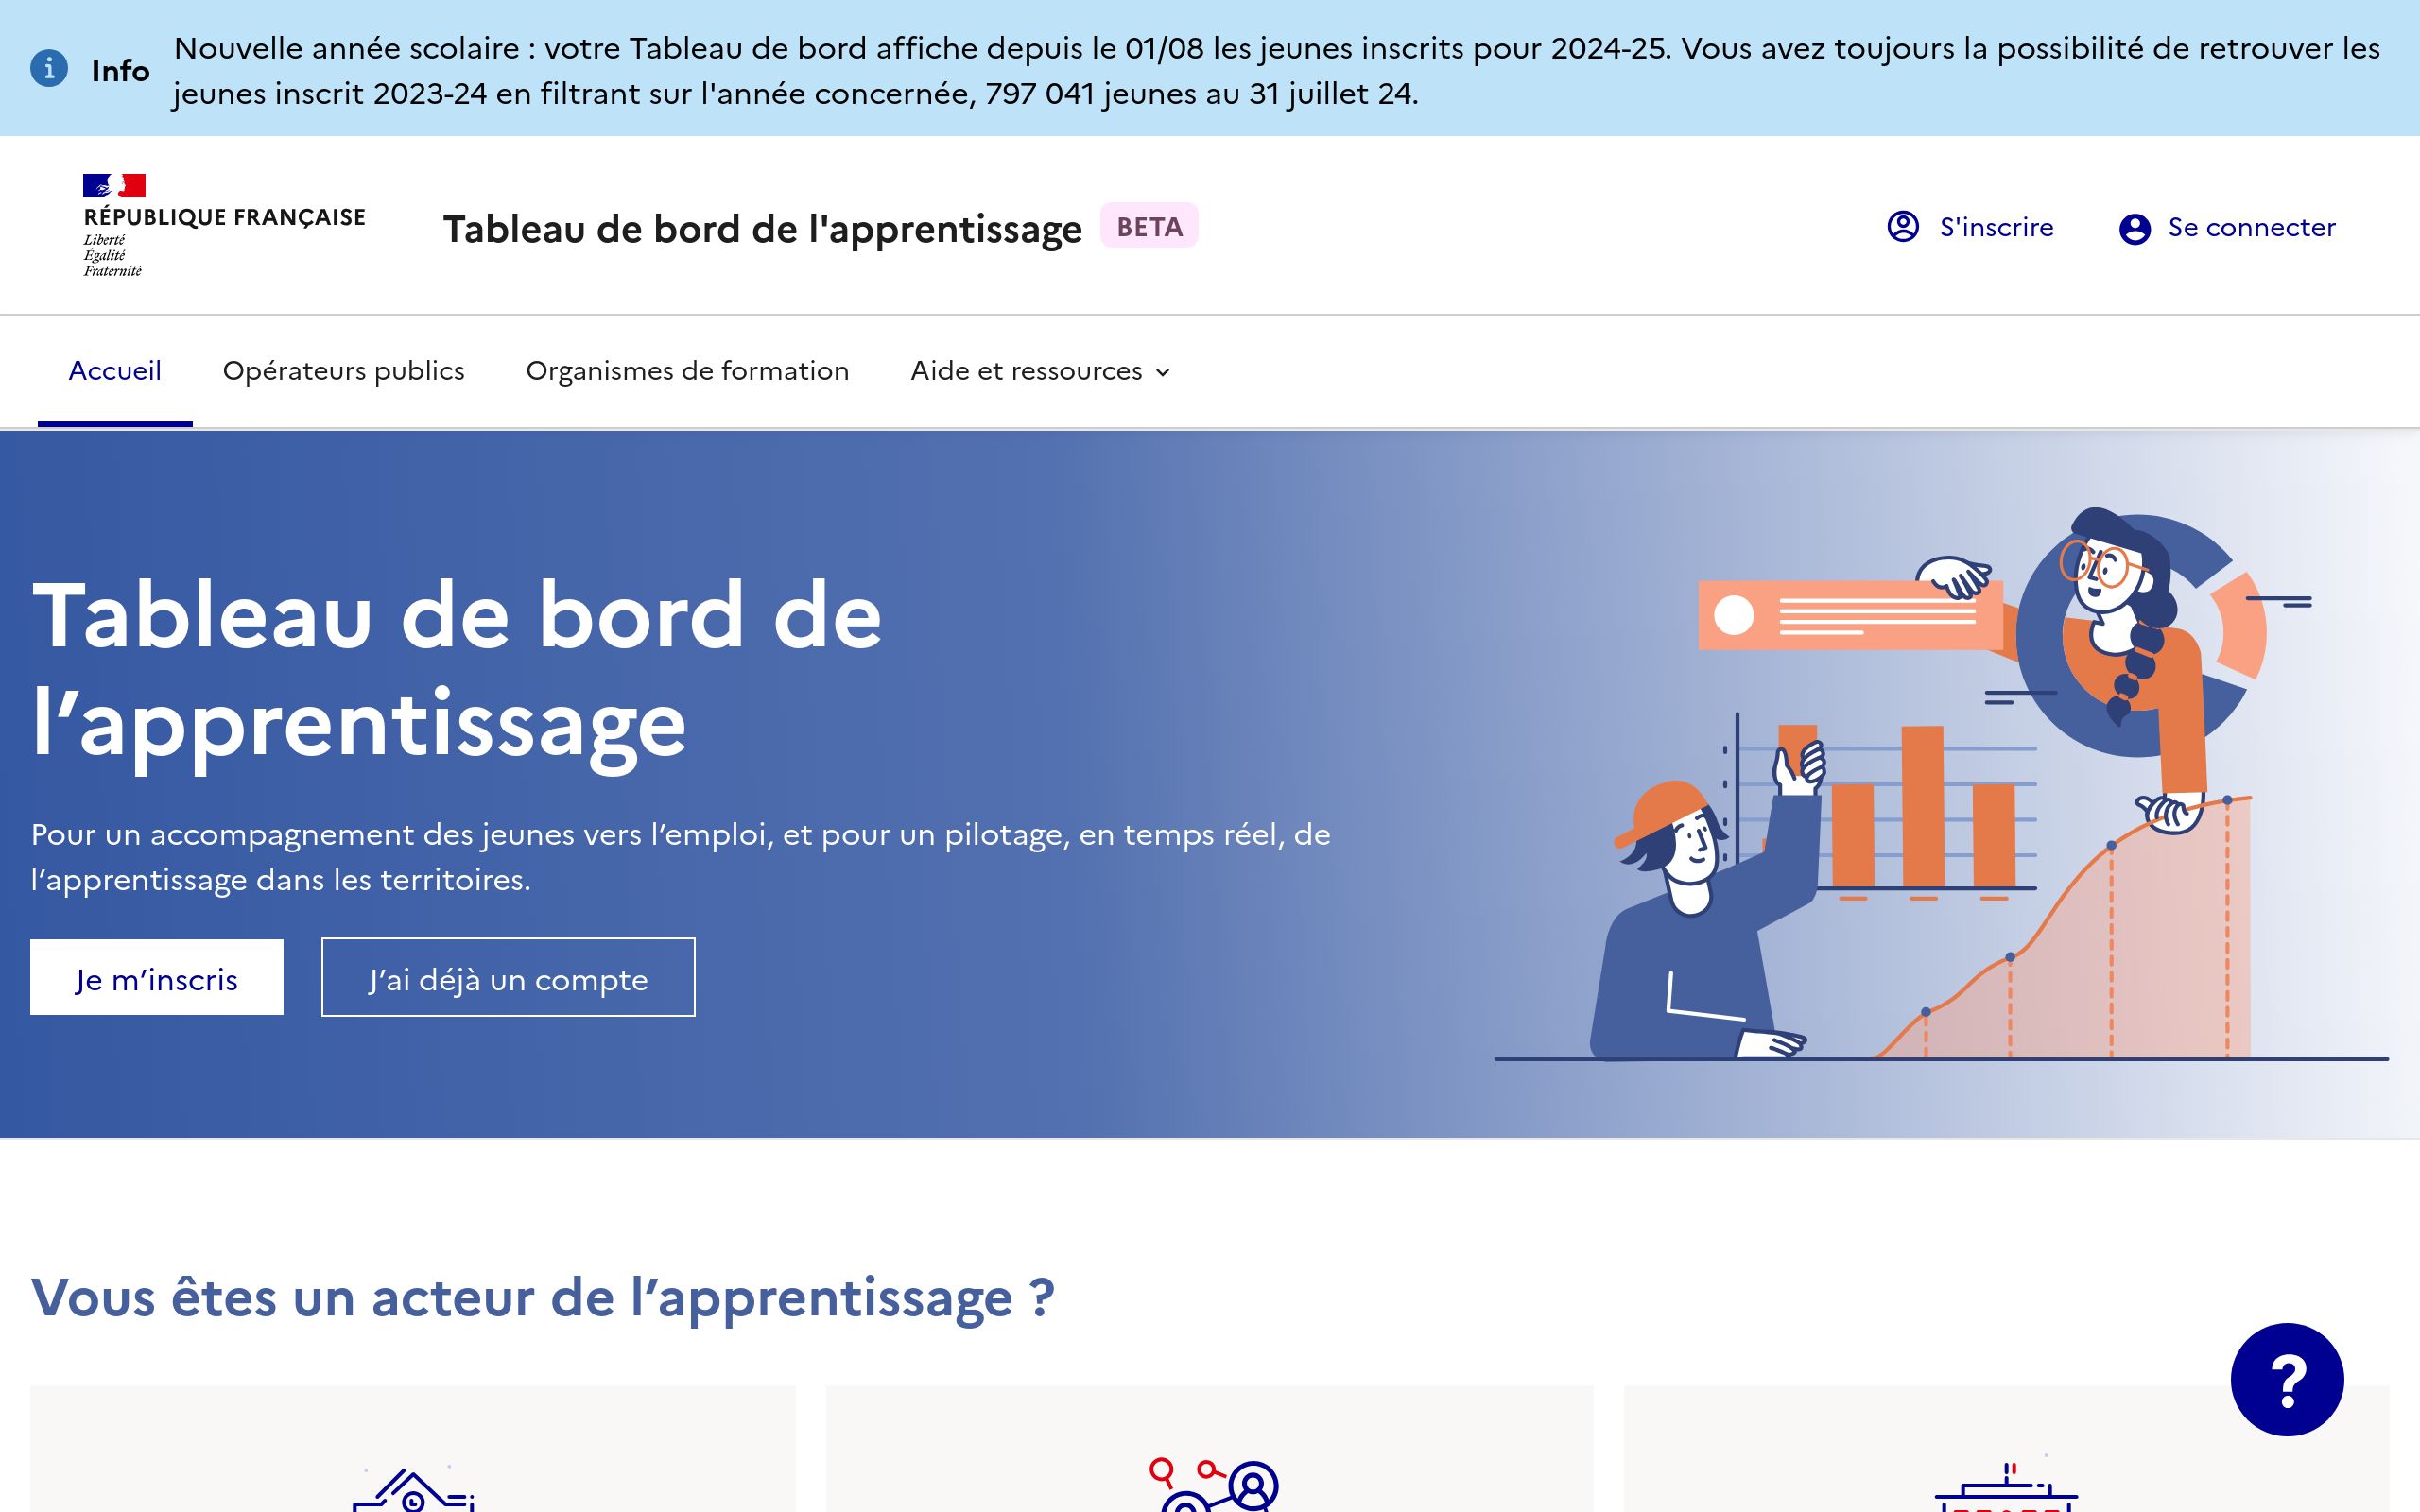 Info
Nouvelle année scolaire : votre Tableau de bord affiche depuis le 01/08 les jeunes inscrits pour 2024-25. Vous avez toujours la possibilité de retrouver les
jeunes inscrit 2023-24 en filtrant sur l'année concernée, 797 041 jeunes au 31 juillet 24.
RÉPUBLIQUE FRANÇAISE
Liberté
Égalité
Fraternité
Tableau de bord de l'apprentissage BETA
S'inscrire
Se connecter
Accueil
Opérateurs publics
Organismes de formation
Aide et ressources
Tableau de bord de
l’apprentissage
Pour un accompagnement des jeunes vers l’emploi, et pour un pilotage, en temps réel, de
l’apprentissage dans les territoires.
Je m’inscris
J’ai déjà un compte
Vous êtes un acteur de l’apprentissage ?
?